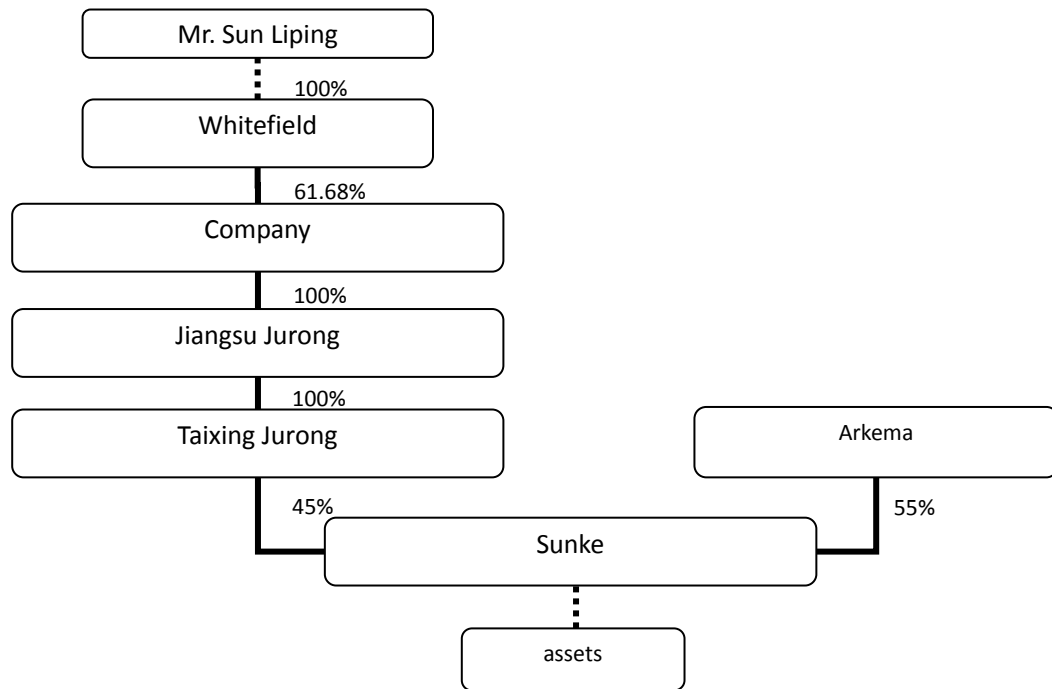 Mr. Sun Liping
100%
Whitefield
61.68%
Company
100%
Jiangsu Jurong
100%
Taixing Jurong
Arkema
45%
55%
Sunke
assets